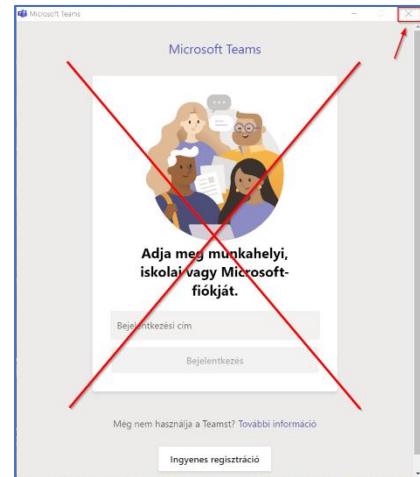 Microsoft Teams
Microsoft Teams
Adja meg munkahelyi,
iskolai vagy Microsoft-
fiókját.
Bejelentkezési cím
Bejelentkezés
Még nem használja a Teamst? További információ
Ingyenes regisztráció